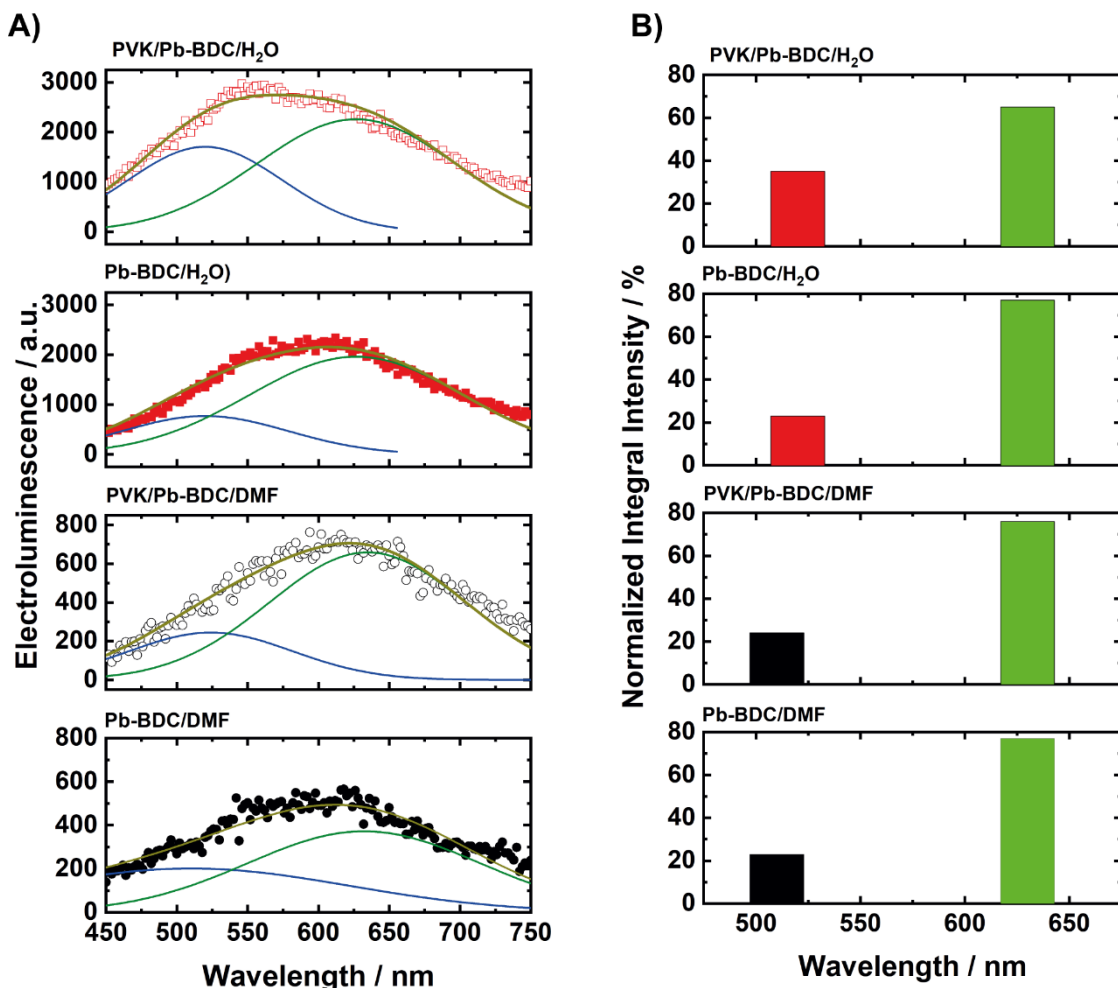 A)
PVK/Pb-BDC/H₂O
3000
2000
1000
0
Pb-BDC/H₂O)
3000
2000
1000
0
PVK/Pb-BDC/DMF
800
600
400
200
0
Pb-BDC/DMF
800
600
400
200
0
450 500 550 600 650 700 750
Wavelength / nm
Electroluminescence / a.u.
B)
PVK/Pb-BDC/H₂O
80
60
40
20
0
Pb-BDC/H₂O
80
60
40
20
0
PVK/Pb-BDC/DMF
80
60
40
20
0
Pb-BDC/DMF
80
60
40
20
0
500 550 600 650
Wavelength / nm
Normalized Integral Intensity / %